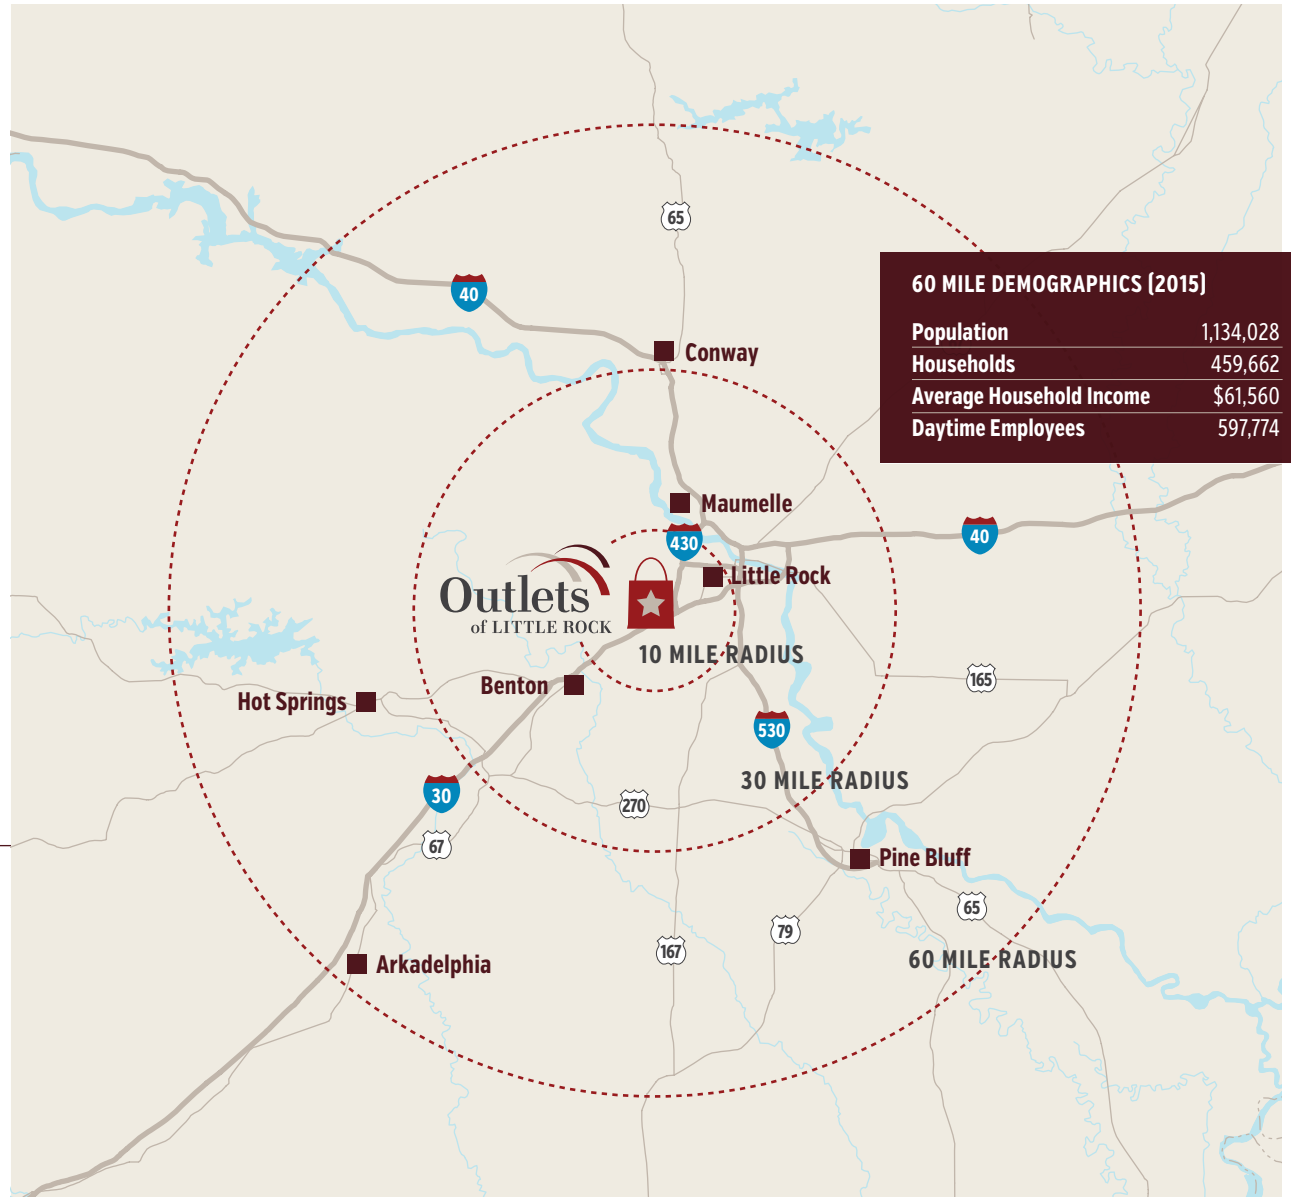 65
60 MILE DEMOGRAPHICS (2015)
Population 1,134,028
Households 459,662
Average Household Income $61,560
Daytime Employees 597,774
40
Conway
Maumelle
430
40
Outlets
of LITTLE ROCK
Little Rock
10 MILE RADIUS
165
Benton
Hot Springs
530
30 MILE RADIUS
30
270
67
Pine Bluff
65
79
167
60 MILE RADIUS
Arkadelphia